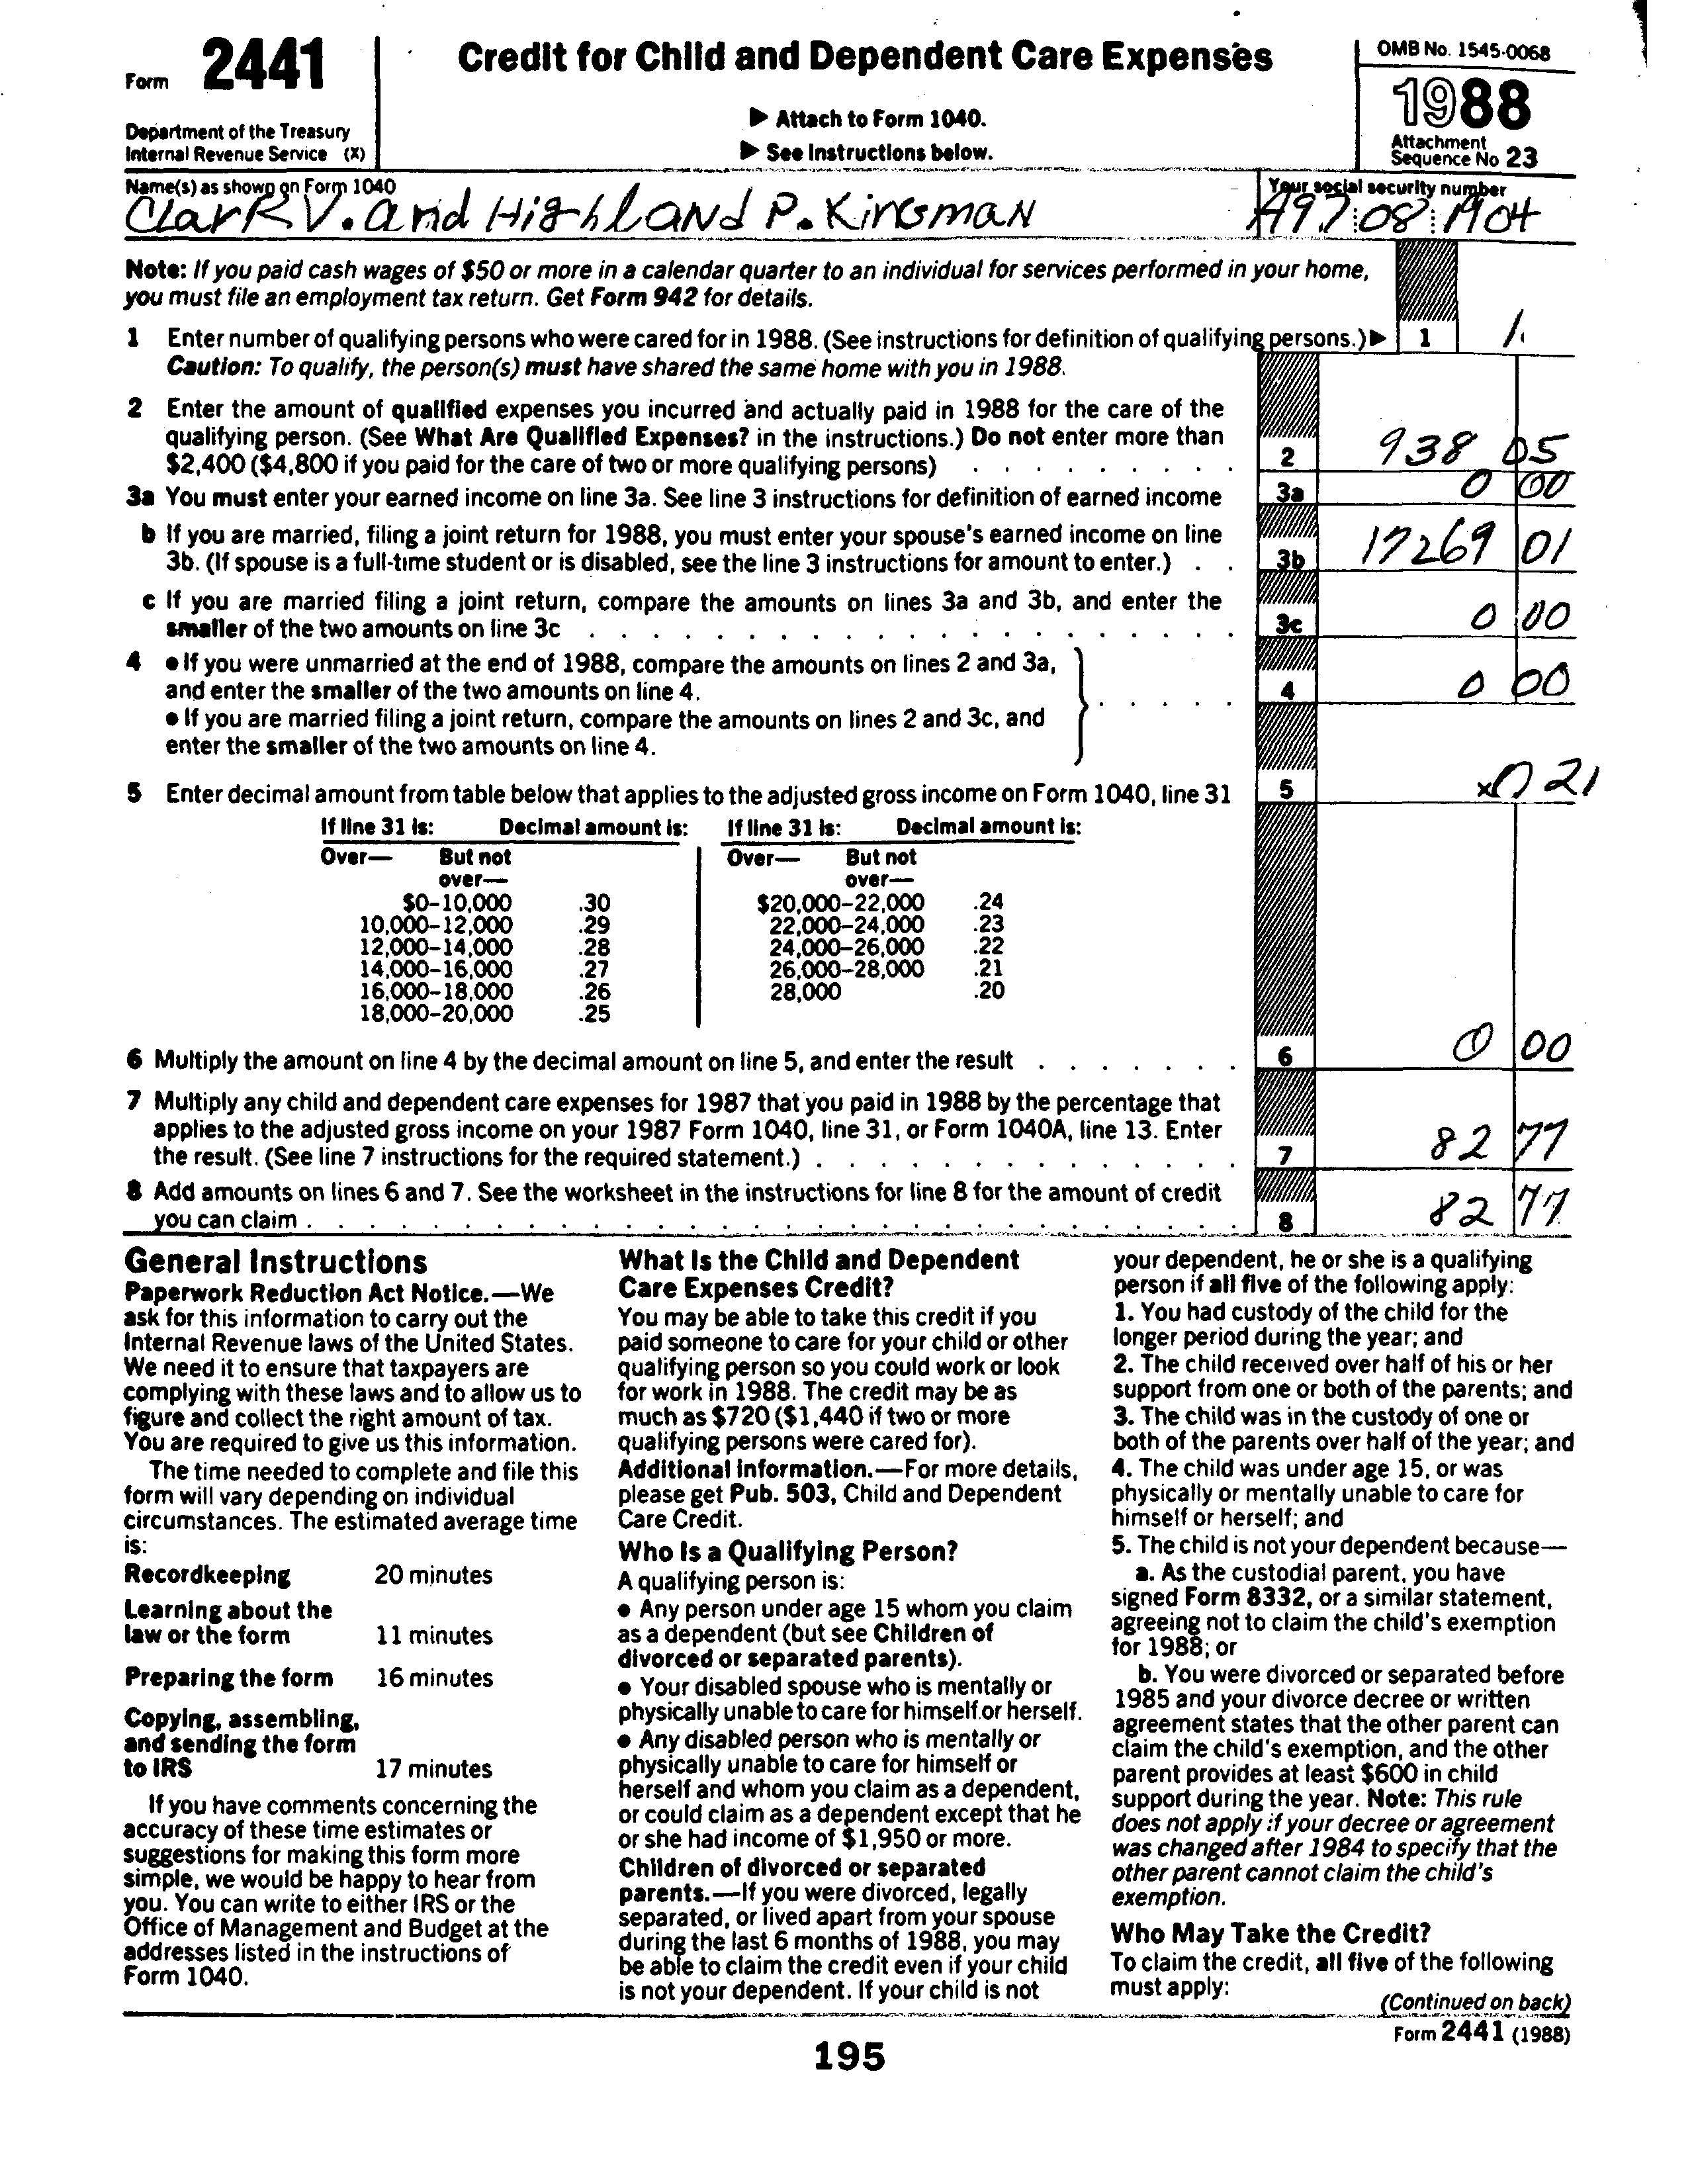 Form 2441
Department of the Treasury
Internal Revenue Service (X)
Credit for Child and Dependent Care Expenses
▶ Attach to Form 1040.
▶ See Instructions below.
OMB No. 1545-0068
1988
Attachment
Sequence No 23
Name(s) as shown on Form 1040
Clark V. and Highland P. Kingman
Your social security number
497:08:1904
Note: If you paid cash wages of $50 or more in a calendar quarter to an individual for services performed in your home,
you must file an employment tax return. Get Form 942 for details.
1 Enter number of qualifying persons who were cared for in 1988. (See instructions for definition of qualifying persons.) ▶ 1 1
Caution: To qualify, the person(s) must have shared the same home with you in 1988.
2 Enter the amount of qualified expenses you incurred and actually paid in 1988 for the care of the
qualifying person. (See What Are Qualified Expenses? in the instructions.) Do not enter more than
$2,400 ($4,800 if you paid for the care of two or more qualifying persons) . . . . . . . . . 2 938 05
3a You must enter your earned income on line 3a. See line 3 instructions for definition of earned income 3a 0 00
b If you are married, filing a joint return for 1988, you must enter your spouse's earned income on line
3b. (If spouse is a full-time student or is disabled, see the line 3 instructions for amount to enter.) . . 3b 17269 01
c If you are married filing a joint return, compare the amounts on lines 3a and 3b, and enter the
smaller of the two amounts on line 3c . . . . . . . . . . . . . . . . . . . . 3c 0 00
4 ● If you were unmarried at the end of 1988, compare the amounts on lines 2 and 3a,
and enter the smaller of the two amounts on line 4. . . . . . 4 0 00
● If you are married filing a joint return, compare the amounts on lines 2 and 3c, and
enter the smaller of the two amounts on line 4.
5 Enter decimal amount from table below that applies to the adjusted gross income on Form 1040, line 31 5 x0 21
If line 31 is: Decimal amount is: If line 31 is: Decimal amount is:
Over— But not Over— But not
over— over—
$0–10,000 .30 $20,000–22,000 .24
10,000–12,000 .29 22,000–24,000 .23
12,000–14,000 .28 24,000–26,000 .22
14,000–16,000 .27 26,000–28,000 .21
16,000–18,000 .26 28,000 .20
18,000–20,000 .25
6 Multiply the amount on line 4 by the decimal amount on line 5, and enter the result . . . . . . . 6 0 00
7 Multiply any child and dependent care expenses for 1987 that you paid in 1988 by the percentage that
applies to the adjusted gross income on your 1987 Form 1040, line 31, or Form 1040A, line 13. Enter
the result. (See line 7 instructions for the required statement.) . . . . . . . . . . . . . . 7 82 77
8 Add amounts on lines 6 and 7. See the worksheet in the instructions for line 8 for the amount of credit
you can claim . . . . . . . . . . . . . . . . . . . . . . . . . . . . . 8 82 77
General Instructions
Paperwork Reduction Act Notice.—We
ask for this information to carry out the
Internal Revenue laws of the United States.
We need it to ensure that taxpayers are
complying with these laws and to allow us to
figure and collect the right amount of tax.
You are required to give us this information.
The time needed to complete and file this
form will vary depending on individual
circumstances. The estimated average time
is:
Recordkeeping 20 minutes
Learning about the
law or the form 11 minutes
Preparing the form 16 minutes
Copying, assembling,
and sending the form
to IRS 17 minutes
If you have comments concerning the
accuracy of these time estimates or
suggestions for making this form more
simple, we would be happy to hear from
you. You can write to either IRS or the
Office of Management and Budget at the
addresses listed in the instructions of
Form 1040.
What Is the Child and Dependent
Care Expenses Credit?
You may be able to take this credit if you
paid someone to care for your child or other
qualifying person so you could work or look
for work in 1988. The credit may be as
much as $720 ($1,440 if two or more
qualifying persons were cared for).
Additional information.—For more details,
please get Pub. 503, Child and Dependent
Care Credit.
Who Is a Qualifying Person?
A qualifying person is:
● Any person under age 15 whom you claim
as a dependent (but see Children of
divorced or separated parents).
● Your disabled spouse who is mentally or
physically unable to care for himself or herself.
● Any disabled person who is mentally or
physically unable to care for himself or
herself and whom you claim as a dependent,
or could claim as a dependent except that he
or she had income of $1,950 or more.
Children of divorced or separated
parents.—If you were divorced, legally
separated, or lived apart from your spouse
during the last 6 months of 1988, you may
be able to claim the credit even if your child
is not your dependent. If your child is not
your dependent, he or she is a qualifying
person if all five of the following apply:
1. You had custody of the child for the
longer period during the year; and
2. The child received over half of his or her
support from one or both of the parents; and
3. The child was in the custody of one or
both of the parents over half of the year; and
4. The child was under age 15, or was
physically or mentally unable to care for
himself or herself; and
5. The child is not your dependent because—
a. As the custodial parent, you have
signed Form 8332, or a similar statement,
agreeing not to claim the child's exemption
for 1988; or
b. You were divorced or separated before
1985 and your divorce decree or written
agreement states that the other parent can
claim the child's exemption, and the other
parent provides at least $600 in child
support during the year. Note: This rule
does not apply if your decree or agreement
was changed after 1984 to specify that the
other parent cannot claim the child's
exemption.
Who May Take the Credit?
To claim the credit, all five of the following
must apply:
(Continued on back)
Form 2441 (1988)
195